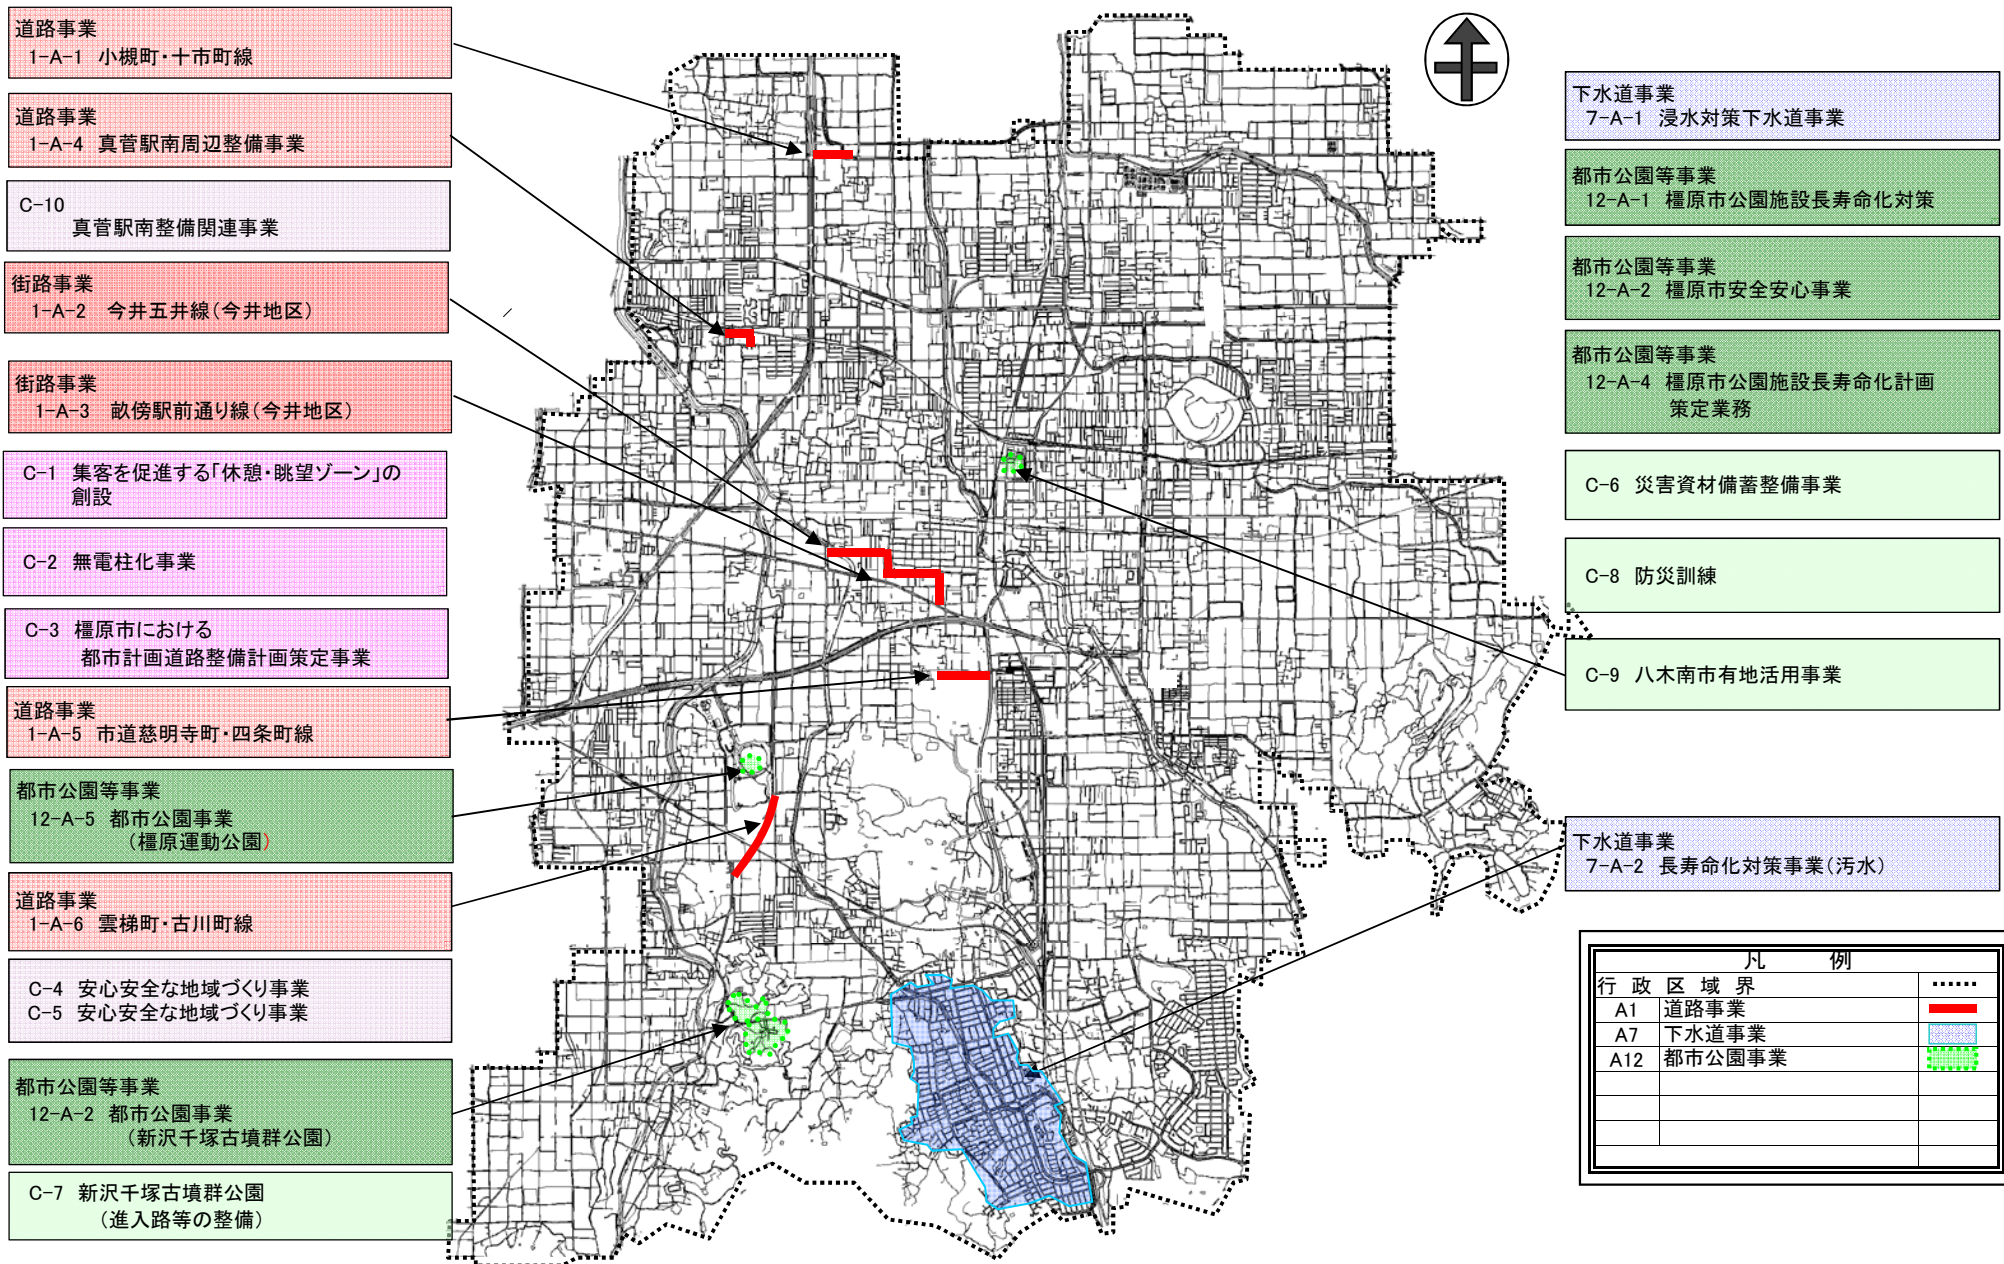 道路事業
1-A-1 小槻町・十市町線
道路事業
1-A-4 真菅駅南周辺整備事業
C-10
真菅駅南整備関連事業
街路事業
1-A-2 今井五井線(今井地区)
街路事業
1-A-3 畝傍駅前通り線(今井地区)
C-1 集客を促進する「休憩・眺望ゾーン」の
創設
C-2 無電柱化事業
C-3 橿原市における
都市計画道路整備計画策定事業
道路事業
1-A-5 市道慈明寺町・四条町線
都市公園等事業
12-A-5 都市公園事業
(橿原運動公園)
道路事業
1-A-6 雲梯町・古川町線
C-4 安心安全な地域づくり事業
C-5 安心安全な地域づくり事業
都市公園等事業
12-A-2 都市公園事業
(新沢千塚古墳群公園)
C-7 新沢千塚古墳群公園
(進入路等の整備)
下水道事業
7-A-1 浸水対策下水道事業
都市公園等事業
12-A-1 橿原市公園施設長寿命化対策
都市公園等事業
12-A-2 橿原市安全安心事業
都市公園等事業
12-A-4 橿原市公園施設長寿命化計画
策定業務
C-6 災害資材備蓄整備事業
C-8 防災訓練
C-9 八木南市有地活用事業
下水道事業
7-A-2 長寿命化対策事業(汚水)
凡 例
行 政 区 域 界
A1 道路事業
A7 下水道事業
A12 都市公園事業